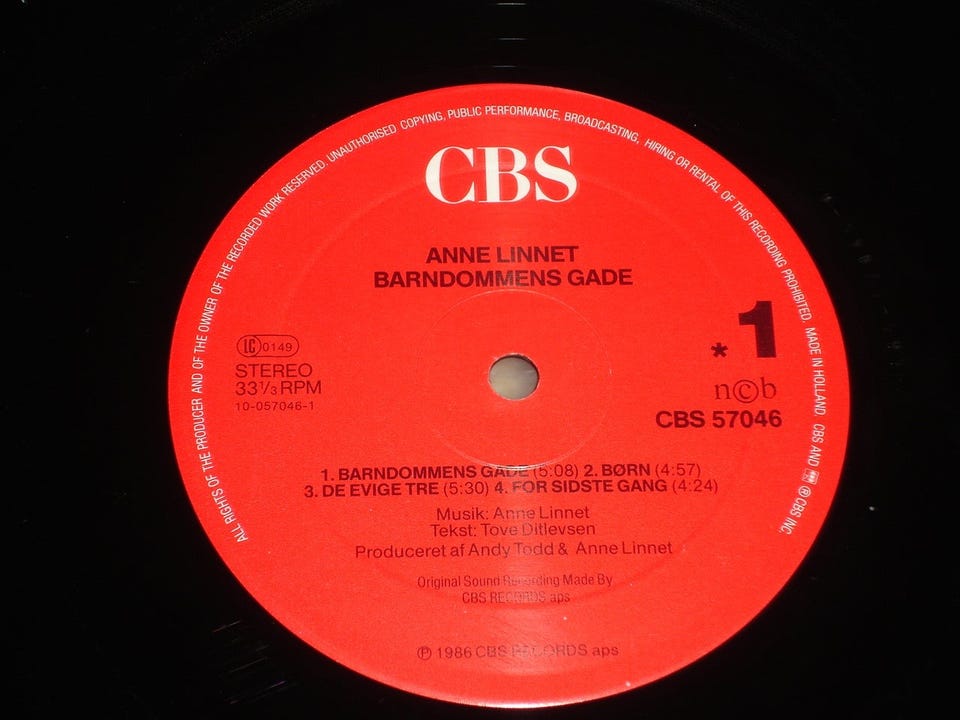 ALL RIGHTS OF THE PRODUCER AND OF THE OWNER OF THE RECORDED WORK RESERVED. UNAUTHORISED COPYING, PUBLIC PERFORMANCE, BROADCASTING, HIRING OR RENTAL OF THIS RECORDING PROHIBITED. MADE IN HOLLAND. CBS AND ℗ CBS INC.
CBS
ANNE LINNET
BARNDOMMENS GADE
* 1
LC 0149
STEREO
33 1/3 RPM
10-057046-1
n©b
CBS 57046
1. BARNDOMMENS GADE (5:08) 2. BØRN (4:57)
3. DE EVIGE TRE (5:30) 4. FOR SIDSTE GANG (4:24)
Musik: Anne Linnet
Tekst: Tove Ditlevsen
Produceret af Andy Todd & Anne Linnet
Original Sound Recording Made By
CBS RECORDS aps
℗ 1986 CBS RECORDS aps